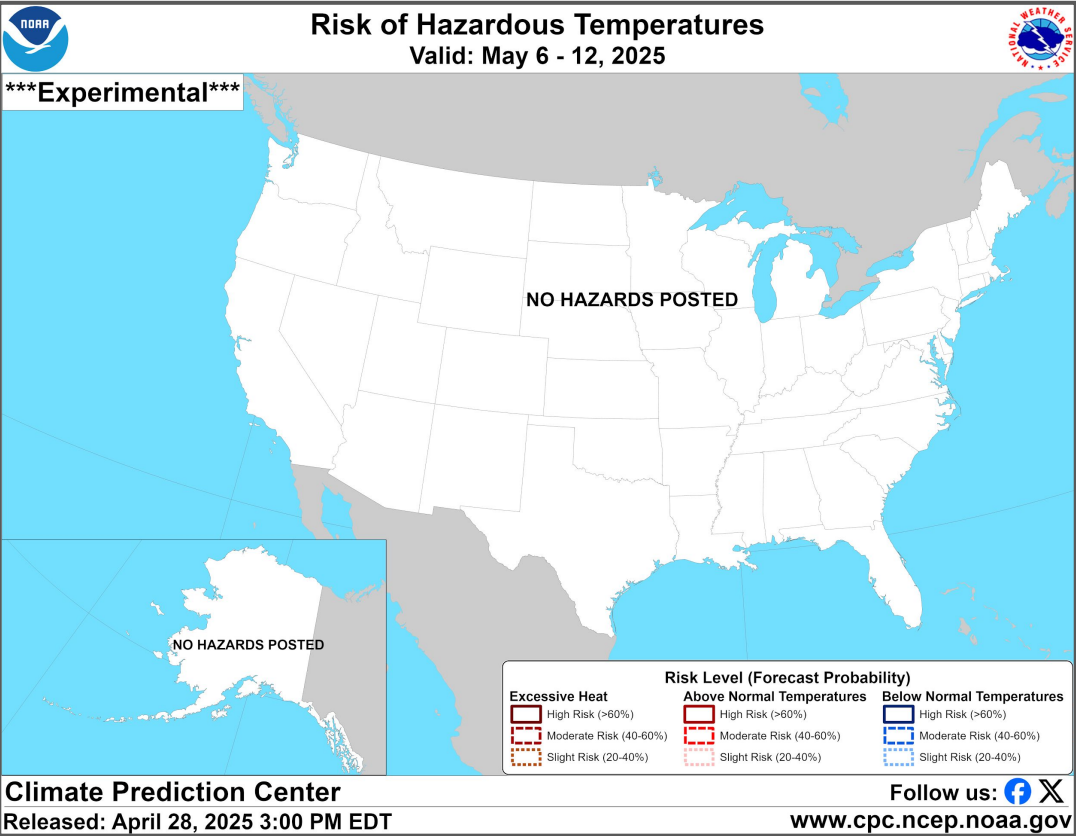 NOAA
Risk of Hazardous Temperatures
Valid: May 6 - 12, 2025
NATIONAL WEATHER SERVICE
***Experimental***
NO HAZARDS POSTED
NO HAZARDS POSTED
Risk Level (Forecast Probability)
Excessive Heat
High Risk (>60%)
Moderate Risk (40-60%)
Slight Risk (20-40%)
Above Normal Temperatures
High Risk (>60%)
Moderate Risk (40-60%)
Slight Risk (20-40%)
Below Normal Temperatures
High Risk (>60%)
Moderate Risk (40-60%)
Slight Risk (20-40%)
Climate Prediction Center
Follow us:
Released: April 28, 2025 3:00 PM EDT
www.cpc.ncep.noaa.gov